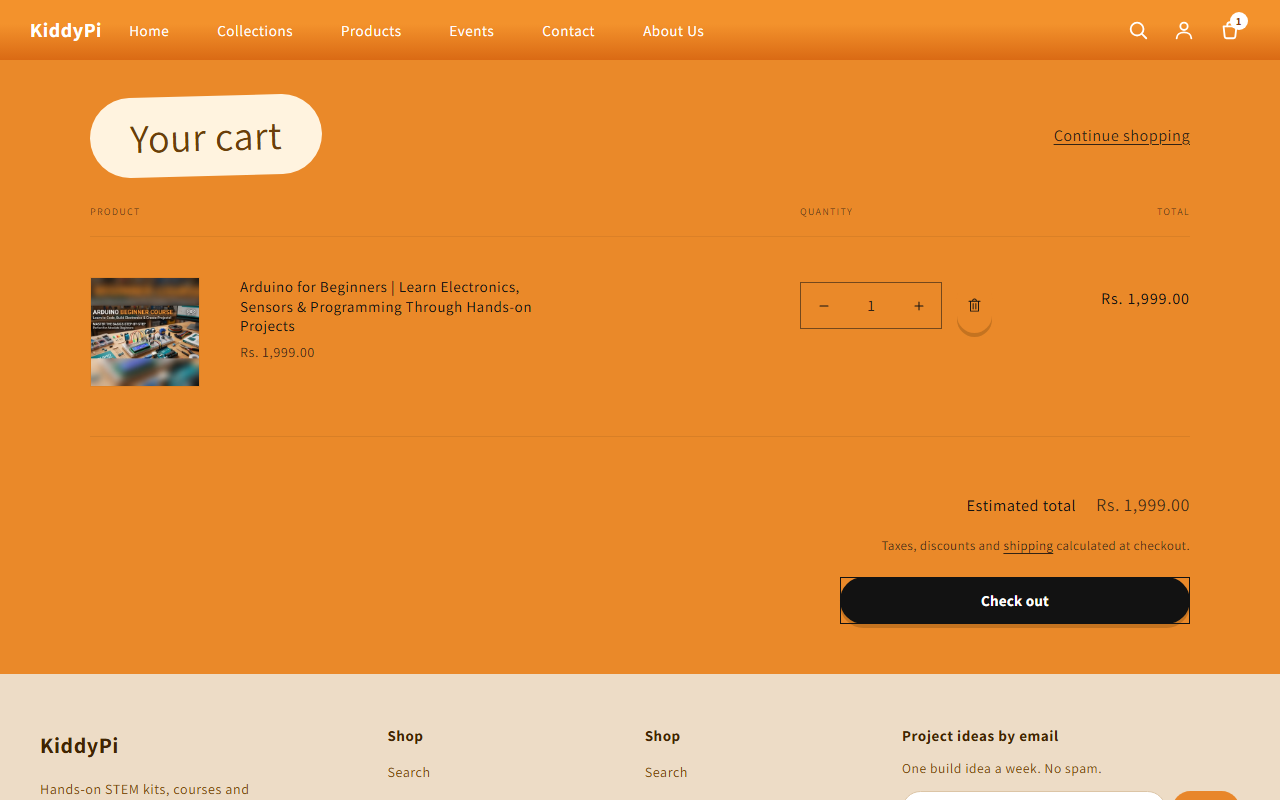 KiddyPi
Home
Collections
Products
Events
Contact
About Us
1
Your cart
Continue shopping
PRODUCT
QUANTITY
TOTAL
ARDUINO BEGINNER COURSE
Arduino for Beginners | Learn Electronics,
Sensors & Programming Through Hands-on
Projects
Rs. 1,999.00
1
Rs. 1,999.00
Estimated total Rs. 1,999.00
Taxes, discounts and shipping calculated at checkout.
Check out
KiddyPi
Hands-on STEM kits, courses and
Shop
Search
Shop
Search
Project ideas by email
One build idea a week. No spam.